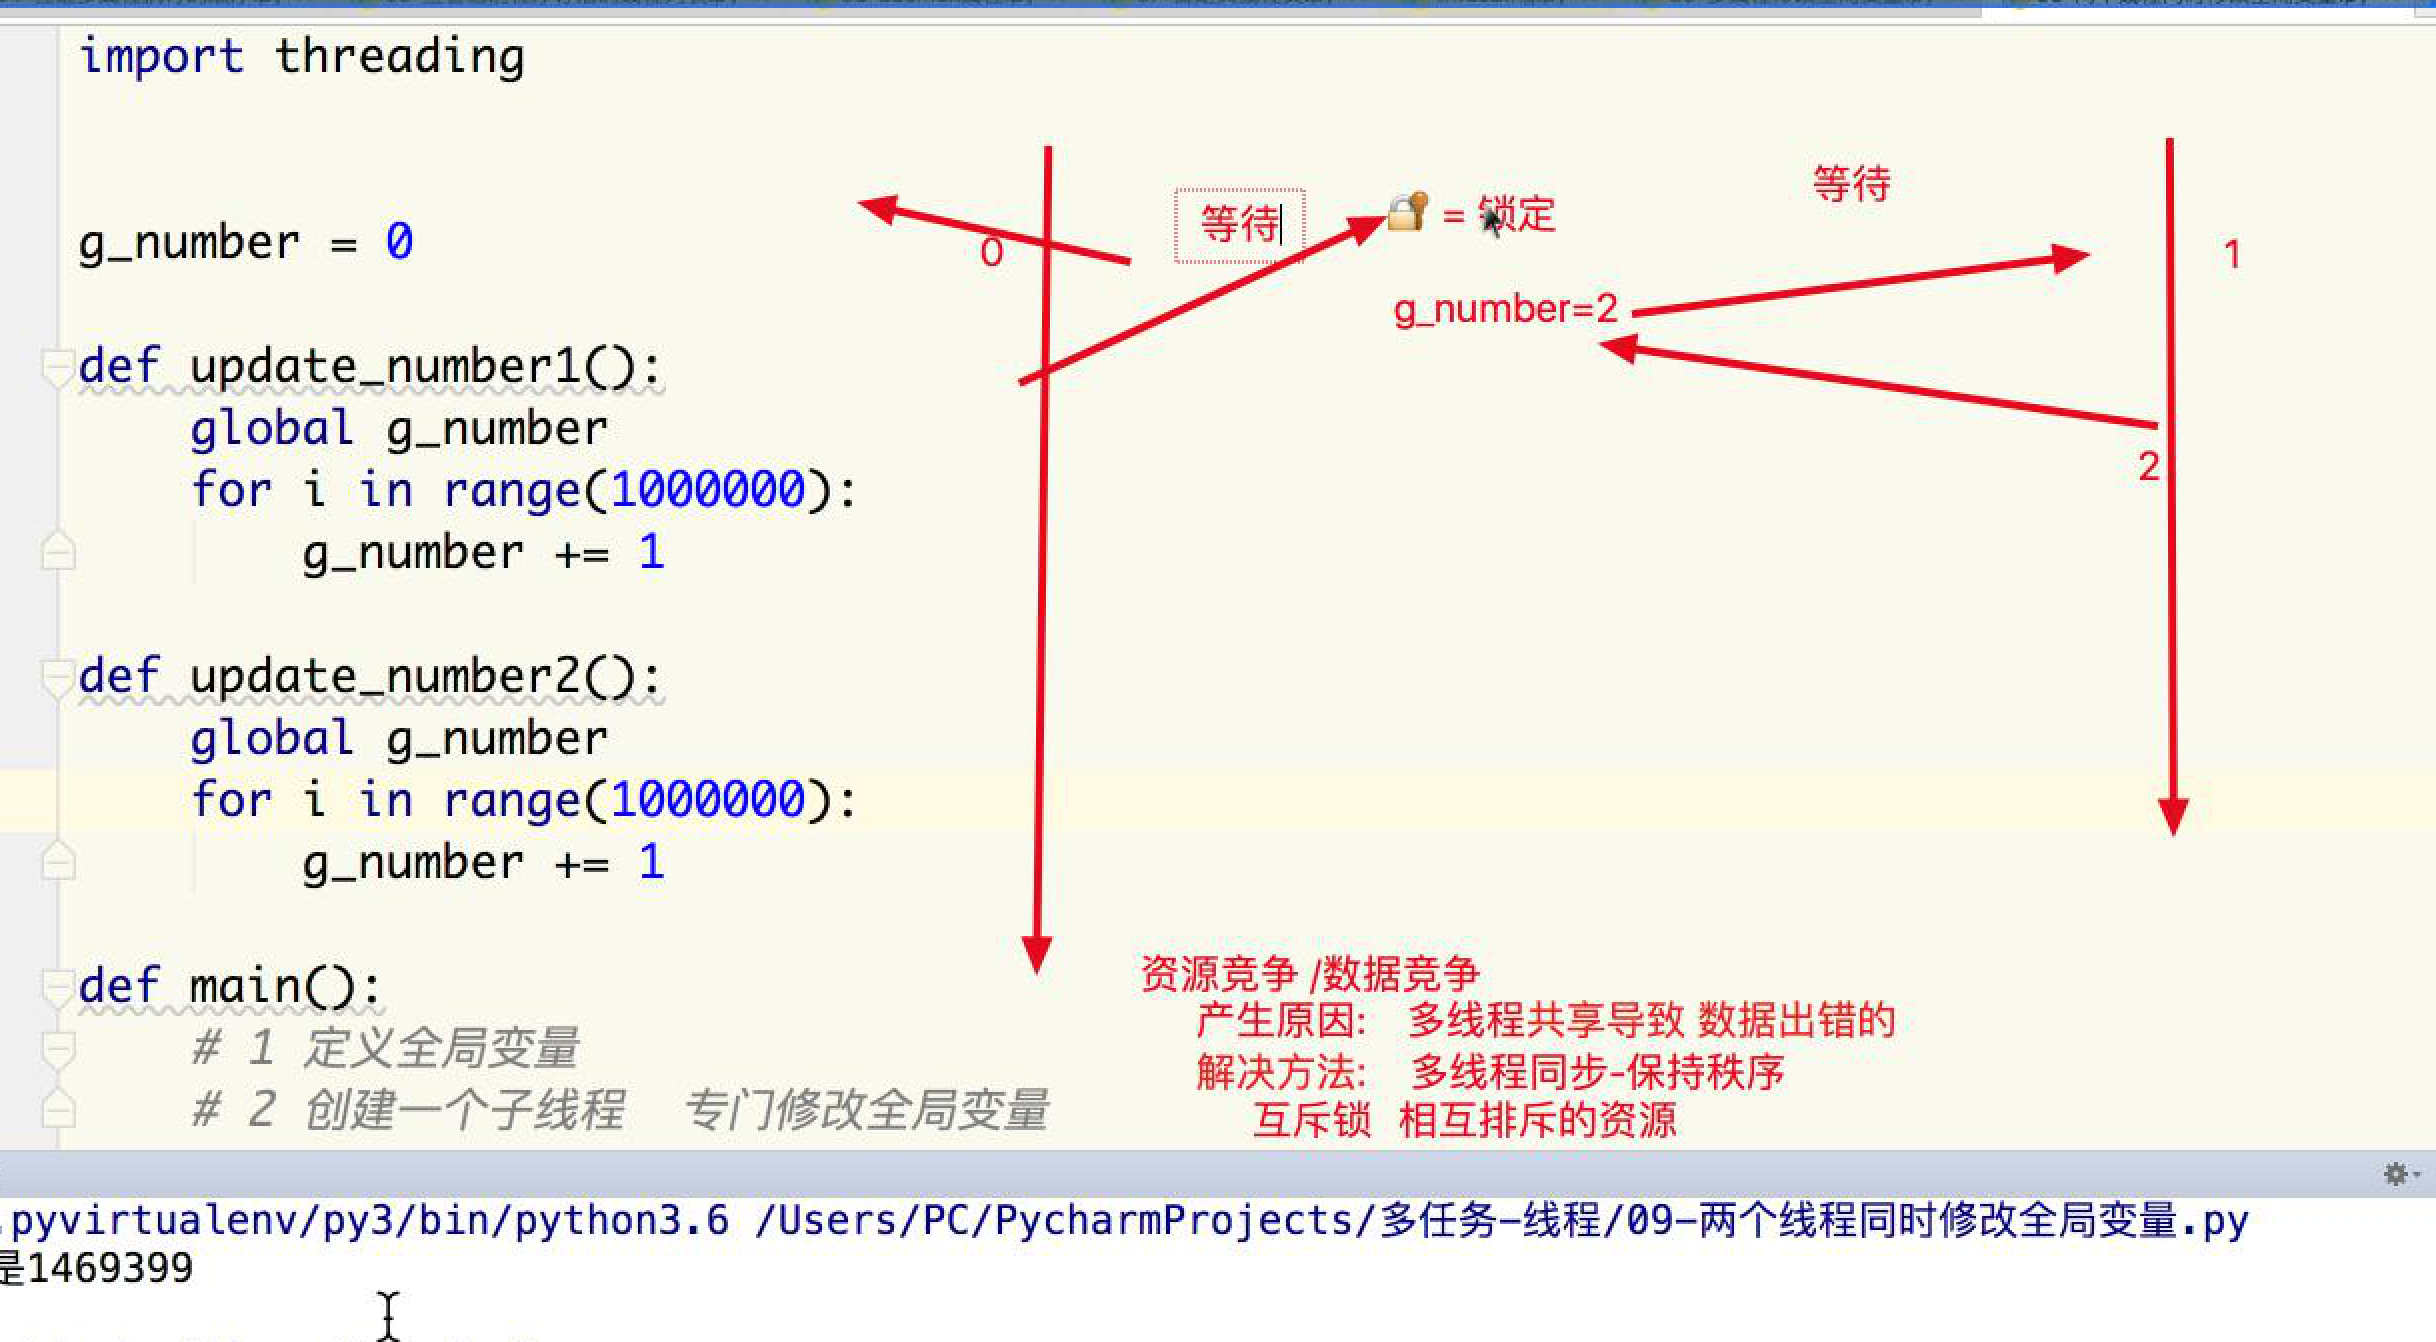 import threading
g_number = 0
def update_number1():
global g_number
for i in range(1000000):
g_number += 1
def update_number2():
global g_number
for i in range(1000000):
g_number += 1
def main():
# 1 定义全局变量
# 2 创建一个子线程 专门修改全局变量
0
等待
= 锁定
g_number=2
等待
1
2
资源竞争 /数据竞争
产生原因: 多线程共享导致 数据出错的
解决方法: 多线程同步-保持秩序
互斥锁 相互排斥的资源
.pyvirtualenv/py3/bin/python3.6 /Users/PC/PycharmProjects/多任务-线程/09-两个线程同时修改全局变量.py
是1469399